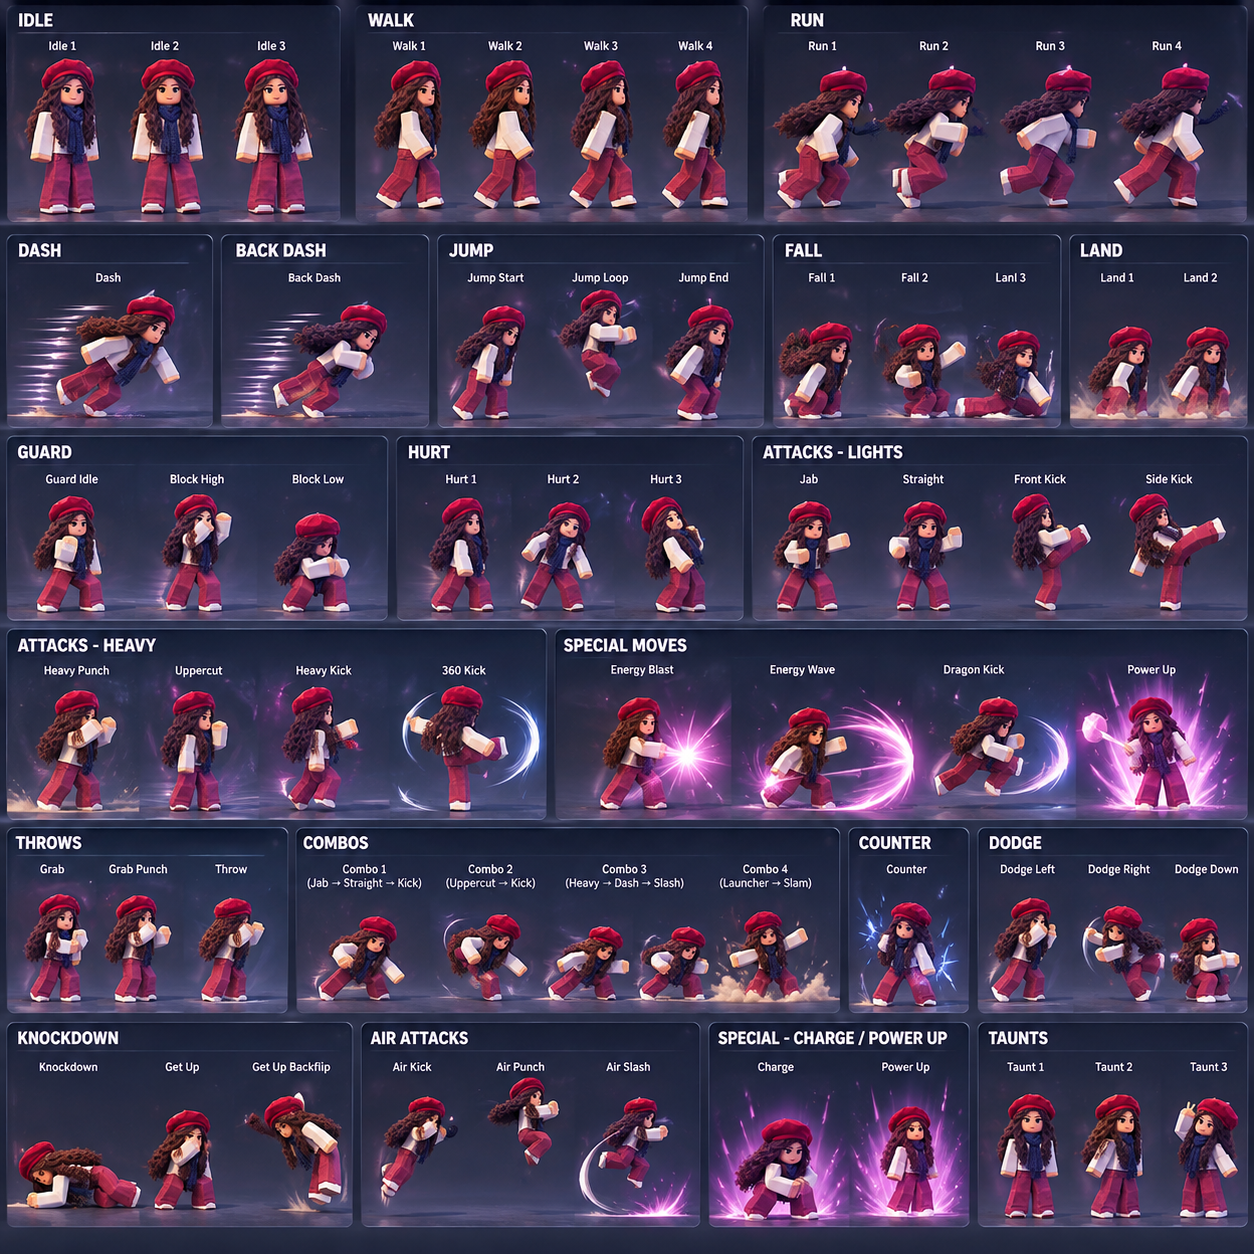 IDLE
Idle 1
Idle 2
Idle 3
WALK
Walk 1
Walk 2
Walk 3
Walk 4
RUN
Run 1
Run 2
Run 3
Run 4
DASH
Dash
BACK DASH
Back Dash
JUMP
Jump Start
Jump Loop
Jump End
FALL
Fall 1
Fall 2
Lanl 3
LAND
Land 1
Land 2
GUARD
Guard Idle
Block High
Block Low
HURT
Hurt 1
Hurt 2
Hurt 3
ATTACKS - LIGHTS
Jab
Straight
Front Kick
Side Kick
ATTACKS - HEAVY
Heavy Punch
Uppercut
Heavy Kick
360 Kick
SPECIAL MOVES
Energy Blast
Energy Wave
Dragon Kick
Power Up
THROWS
Grab
Grab Punch
Throw
COMBOS
Combo 1
(Jab → Straight → Kick)
Combo 2
(Uppercut → Kick)
Combo 3
(Heavy → Dash → Slash)
Combo 4
(Launcher → Slam)
COUNTER
Counter
DODGE
Dodge Left
Dodge Right
Dodge Down
KNOCKDOWN
Knockdown
Get Up
Get Up Backflip
AIR ATTACKS
Air Kick
Air Punch
Air Slash
SPECIAL - CHARGE / POWER UP
Charge
Power Up
TAUNTS
Taunt 1
Taunt 2
Taunt 3